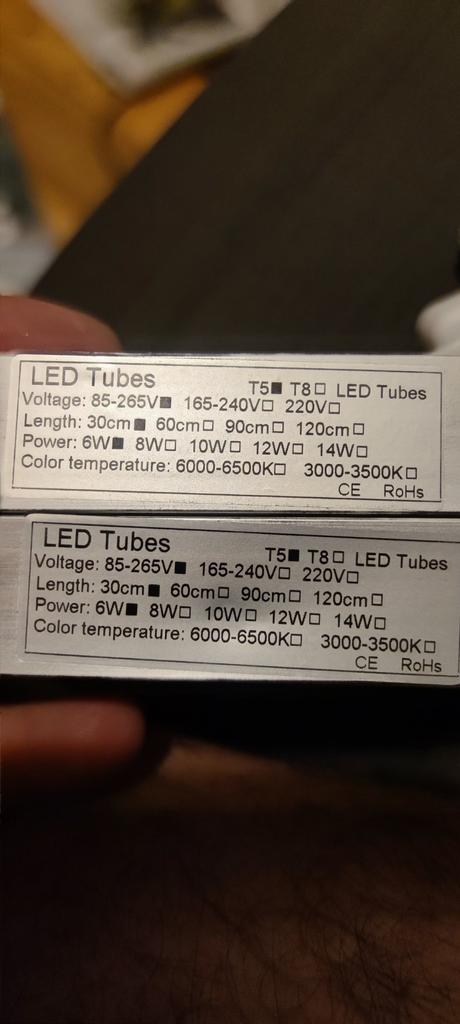 LED Tubes
T5■ T8□ LED Tubes
Voltage: 85-265V■ 165-240V□ 220V□
Length: 30cm■ 60cm□ 90cm□ 120cm□
Power: 6W■ 8W□ 10W□ 12W□ 14W□
Color temperature: 6000-6500K□ 3000-3500K□
CE RoHs
LED Tubes
T5■ T8□ LED Tubes
Voltage: 85-265V■ 165-240V□ 220V□
Length: 30cm■ 60cm□ 90cm□ 120cm□
Power: 6W■ 8W□ 10W□ 12W□ 14W□
Color temperature: 6000-6500K□ 3000-3500K□
CE RoHs